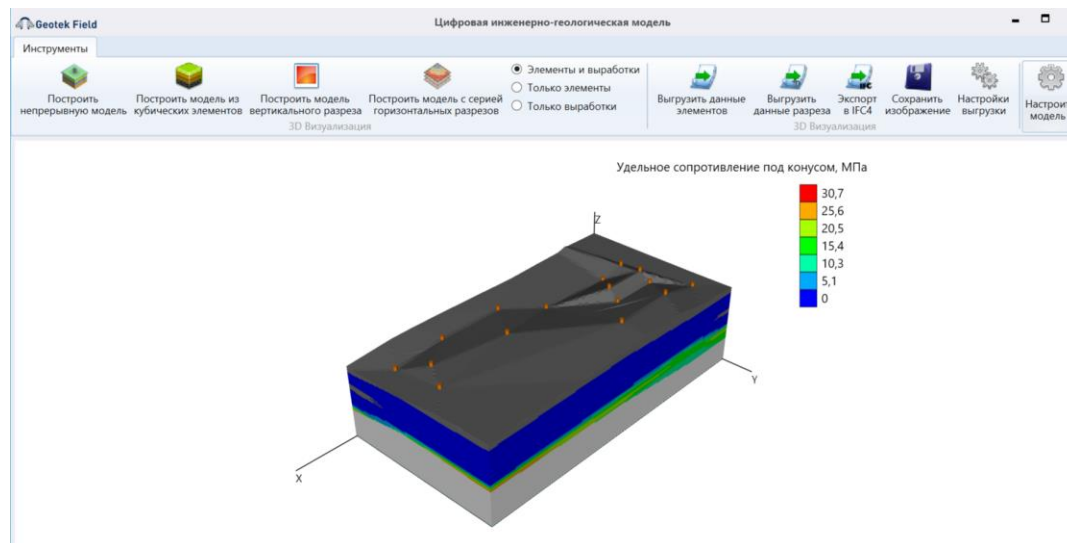 Geotek Field
Цифровая инженерно-геологическая модель
Инструменты
Построить непрерывную модель
Построить модель из кубических элементов
Построить модель вертикального разреза
Построить модель с серией горизонтальных разрезов
Элементы и выработки
Только элементы
Только выработки
3D Визуализация
Выгрузить данные элементов
Выгрузить данные разреза
IFC
Экспорт в IFC4
Сохранить изображение
Настройки выгрузки
3D Визуализация
Настроит модель
Удельное сопротивление под конусом, МПа
30,7
25,6
20,5
15,4
10,3
5,1
0
Z
Y
X